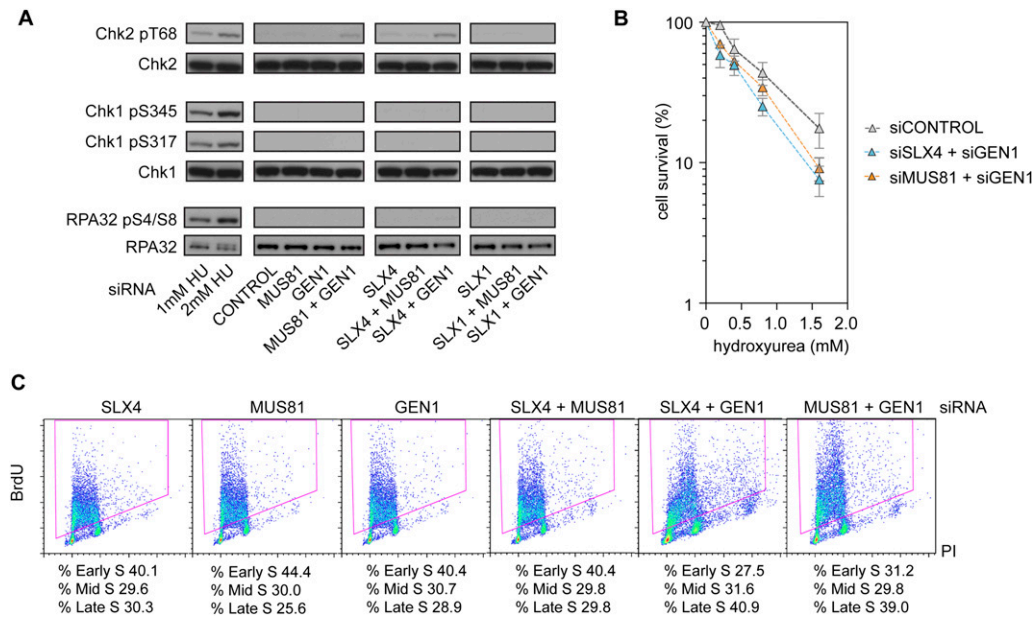 A
Chk2 pT68
Chk2
Chk1 pS345
Chk1 pS317
Chk1
RPA32 pS4/S8
RPA32
siRNA
1mM HU
2mM HU
CONTROL
MUS81
GEN1
MUS81 + GEN1
SLX4
SLX4 + MUS81
SLX4 + GEN1
SLX1
SLX1 + MUS81
SLX1 + GEN1
B
100
10
1
cell survival (%)
0 0.5 1.0 1.5 2.0
hydroxyurea (mM)
siCONTROL
siSLX4 + siGEN1
siMUS81 + siGEN1
C
SLX4 MUS81 GEN1 SLX4 + MUS81 SLX4 + GEN1 MUS81 + GEN1 siRNA
BrdU
PI
% Early S 40.1 % Early S 44.4 % Early S 40.4 % Early S 40.4 % Early S 27.5 % Early S 31.2
% Mid S 29.6 % Mid S 30.0 % Mid S 30.7 % Mid S 29.8 % Mid S 31.6 % Mid S 29.8
% Late S 30.3 % Late S 25.6 % Late S 28.9 % Late S 29.8 % Late S 40.9 % Late S 39.0